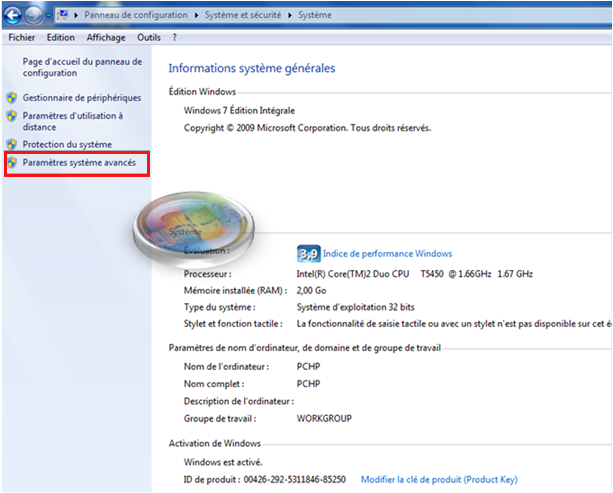 Panneau de configuration ▸ Système et sécurité ▸ Système
Fichier Edition Affichage Outils ?
Page d'accueil du panneau de
configuration
Gestionnaire de périphériques
Paramètres d'utilisation à
distance
Protection du système
Paramètres système avancés
Informations système générales
Édition Windows
Windows 7 Édition Intégrale
Copyright © 2009 Microsoft Corporation. Tous droits réservés.
Système
Évaluation : 3,9 Indice de performance Windows
Processeur : Intel(R) Core(TM)2 Duo CPU T5450 @ 1.66GHz 1.67 GHz
Mémoire installée (RAM) : 2,00 Go
Type du système : Système d'exploitation 32 bits
Stylet et fonction tactile : La fonctionnalité de saisie tactile ou avec un stylet n'est pas disponible sur cet é
Paramètres de nom d'ordinateur, de domaine et de groupe de travail
Nom de l'ordinateur : PCHP
Nom complet : PCHP
Description de l'ordinateur :
Groupe de travail : WORKGROUP
Activation de Windows
Windows est activé.
ID de produit : 00426-292-5311846-85250 Modifier la clé de produit (Product Key)